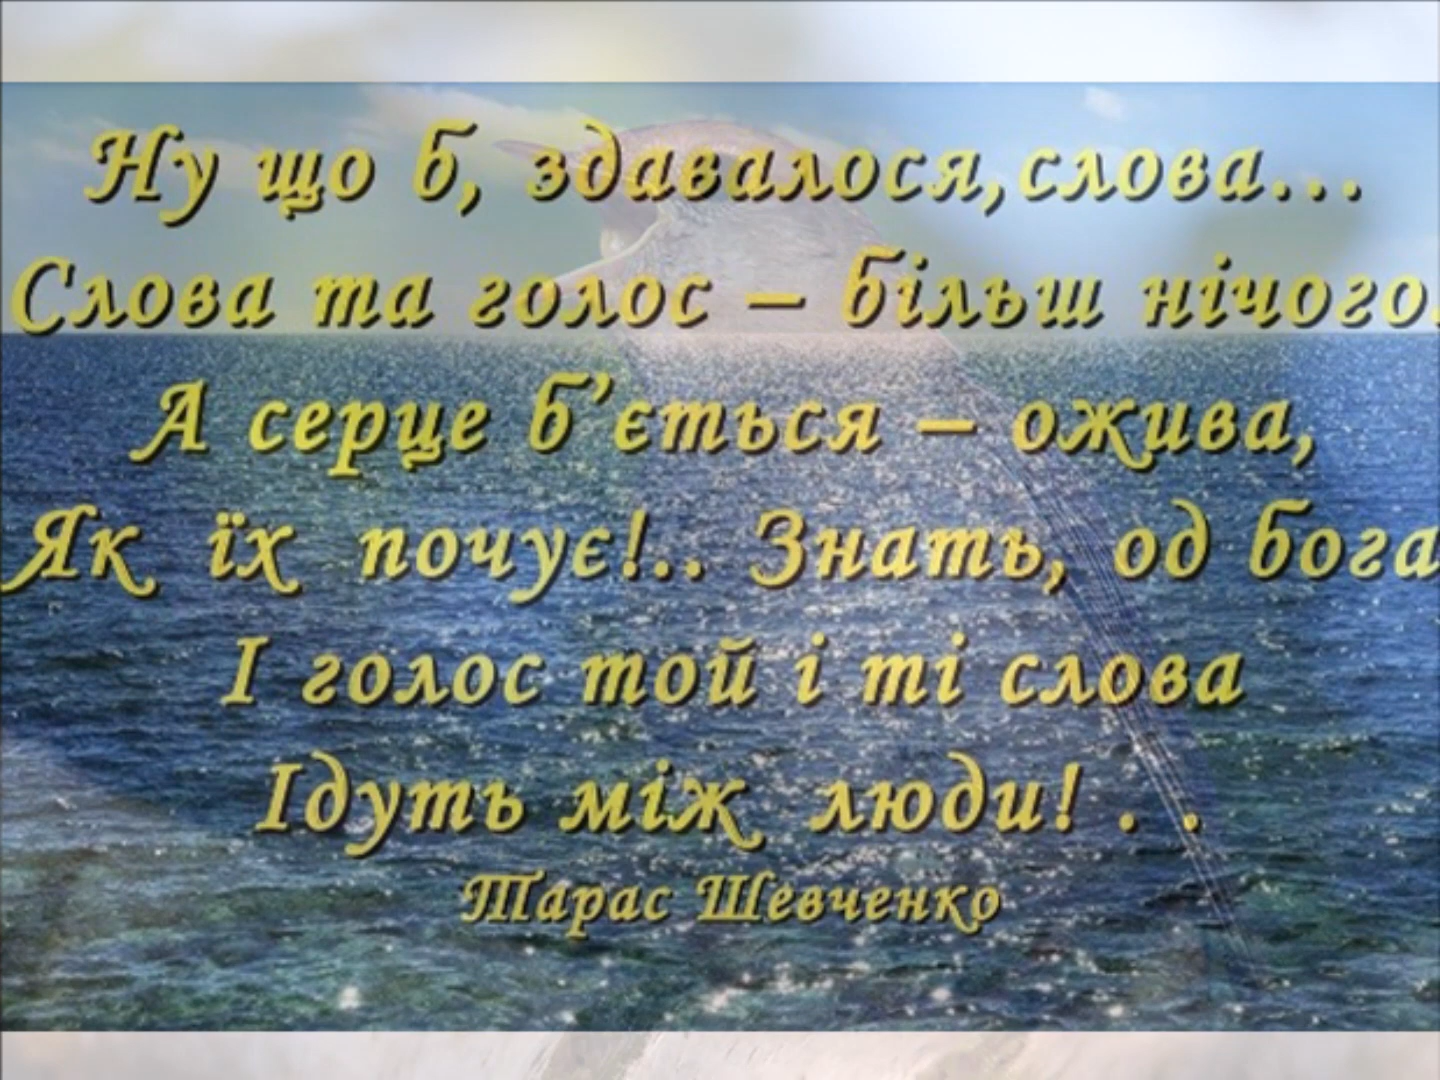 Ну що б, здавалося,слова...
Слова та голос – більш нічого.
А серце б’ється – ожива,
Як їх почує!.. Знать, од бога
І голос той і ті слова
Ідуть між люди! . .
Тарас Шевченко